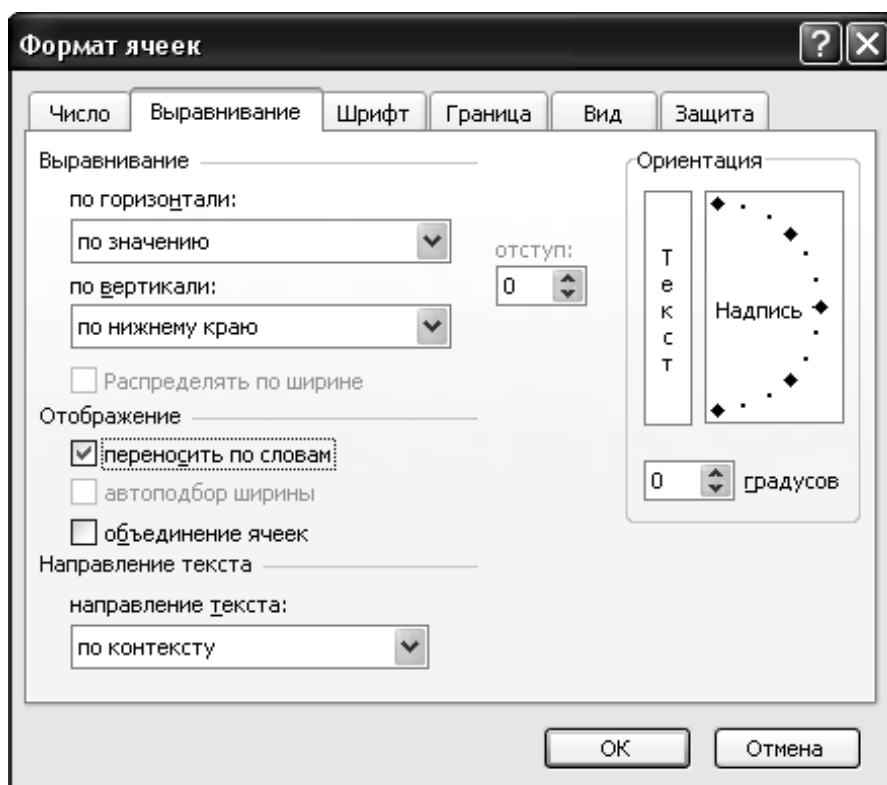 Формат ячеек
Число Выравнивание Шрифт Граница Вид Защита
Выравнивание
по горизонтали:
по значению
отступ:
0
по вертикали:
по нижнему краю
Распределять по ширине
Отображение
переносить по словам
автоподбор ширины
объединение ячеек
Направление текста
направление текста:
по контексту
Ориентация
Текст
Надпись
0 градусов
ОК Отмена